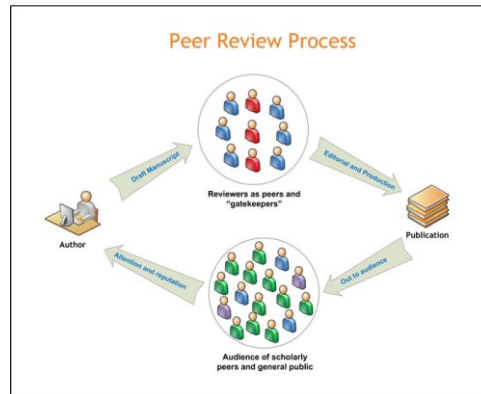 Peer Review Process
Draft Manuscript
Reviewers as peers and
"gatekeepers"
Editorial and Production
Author
Publication
Attention and reputation
Out to audience
Audience of scholarly
peers and general public